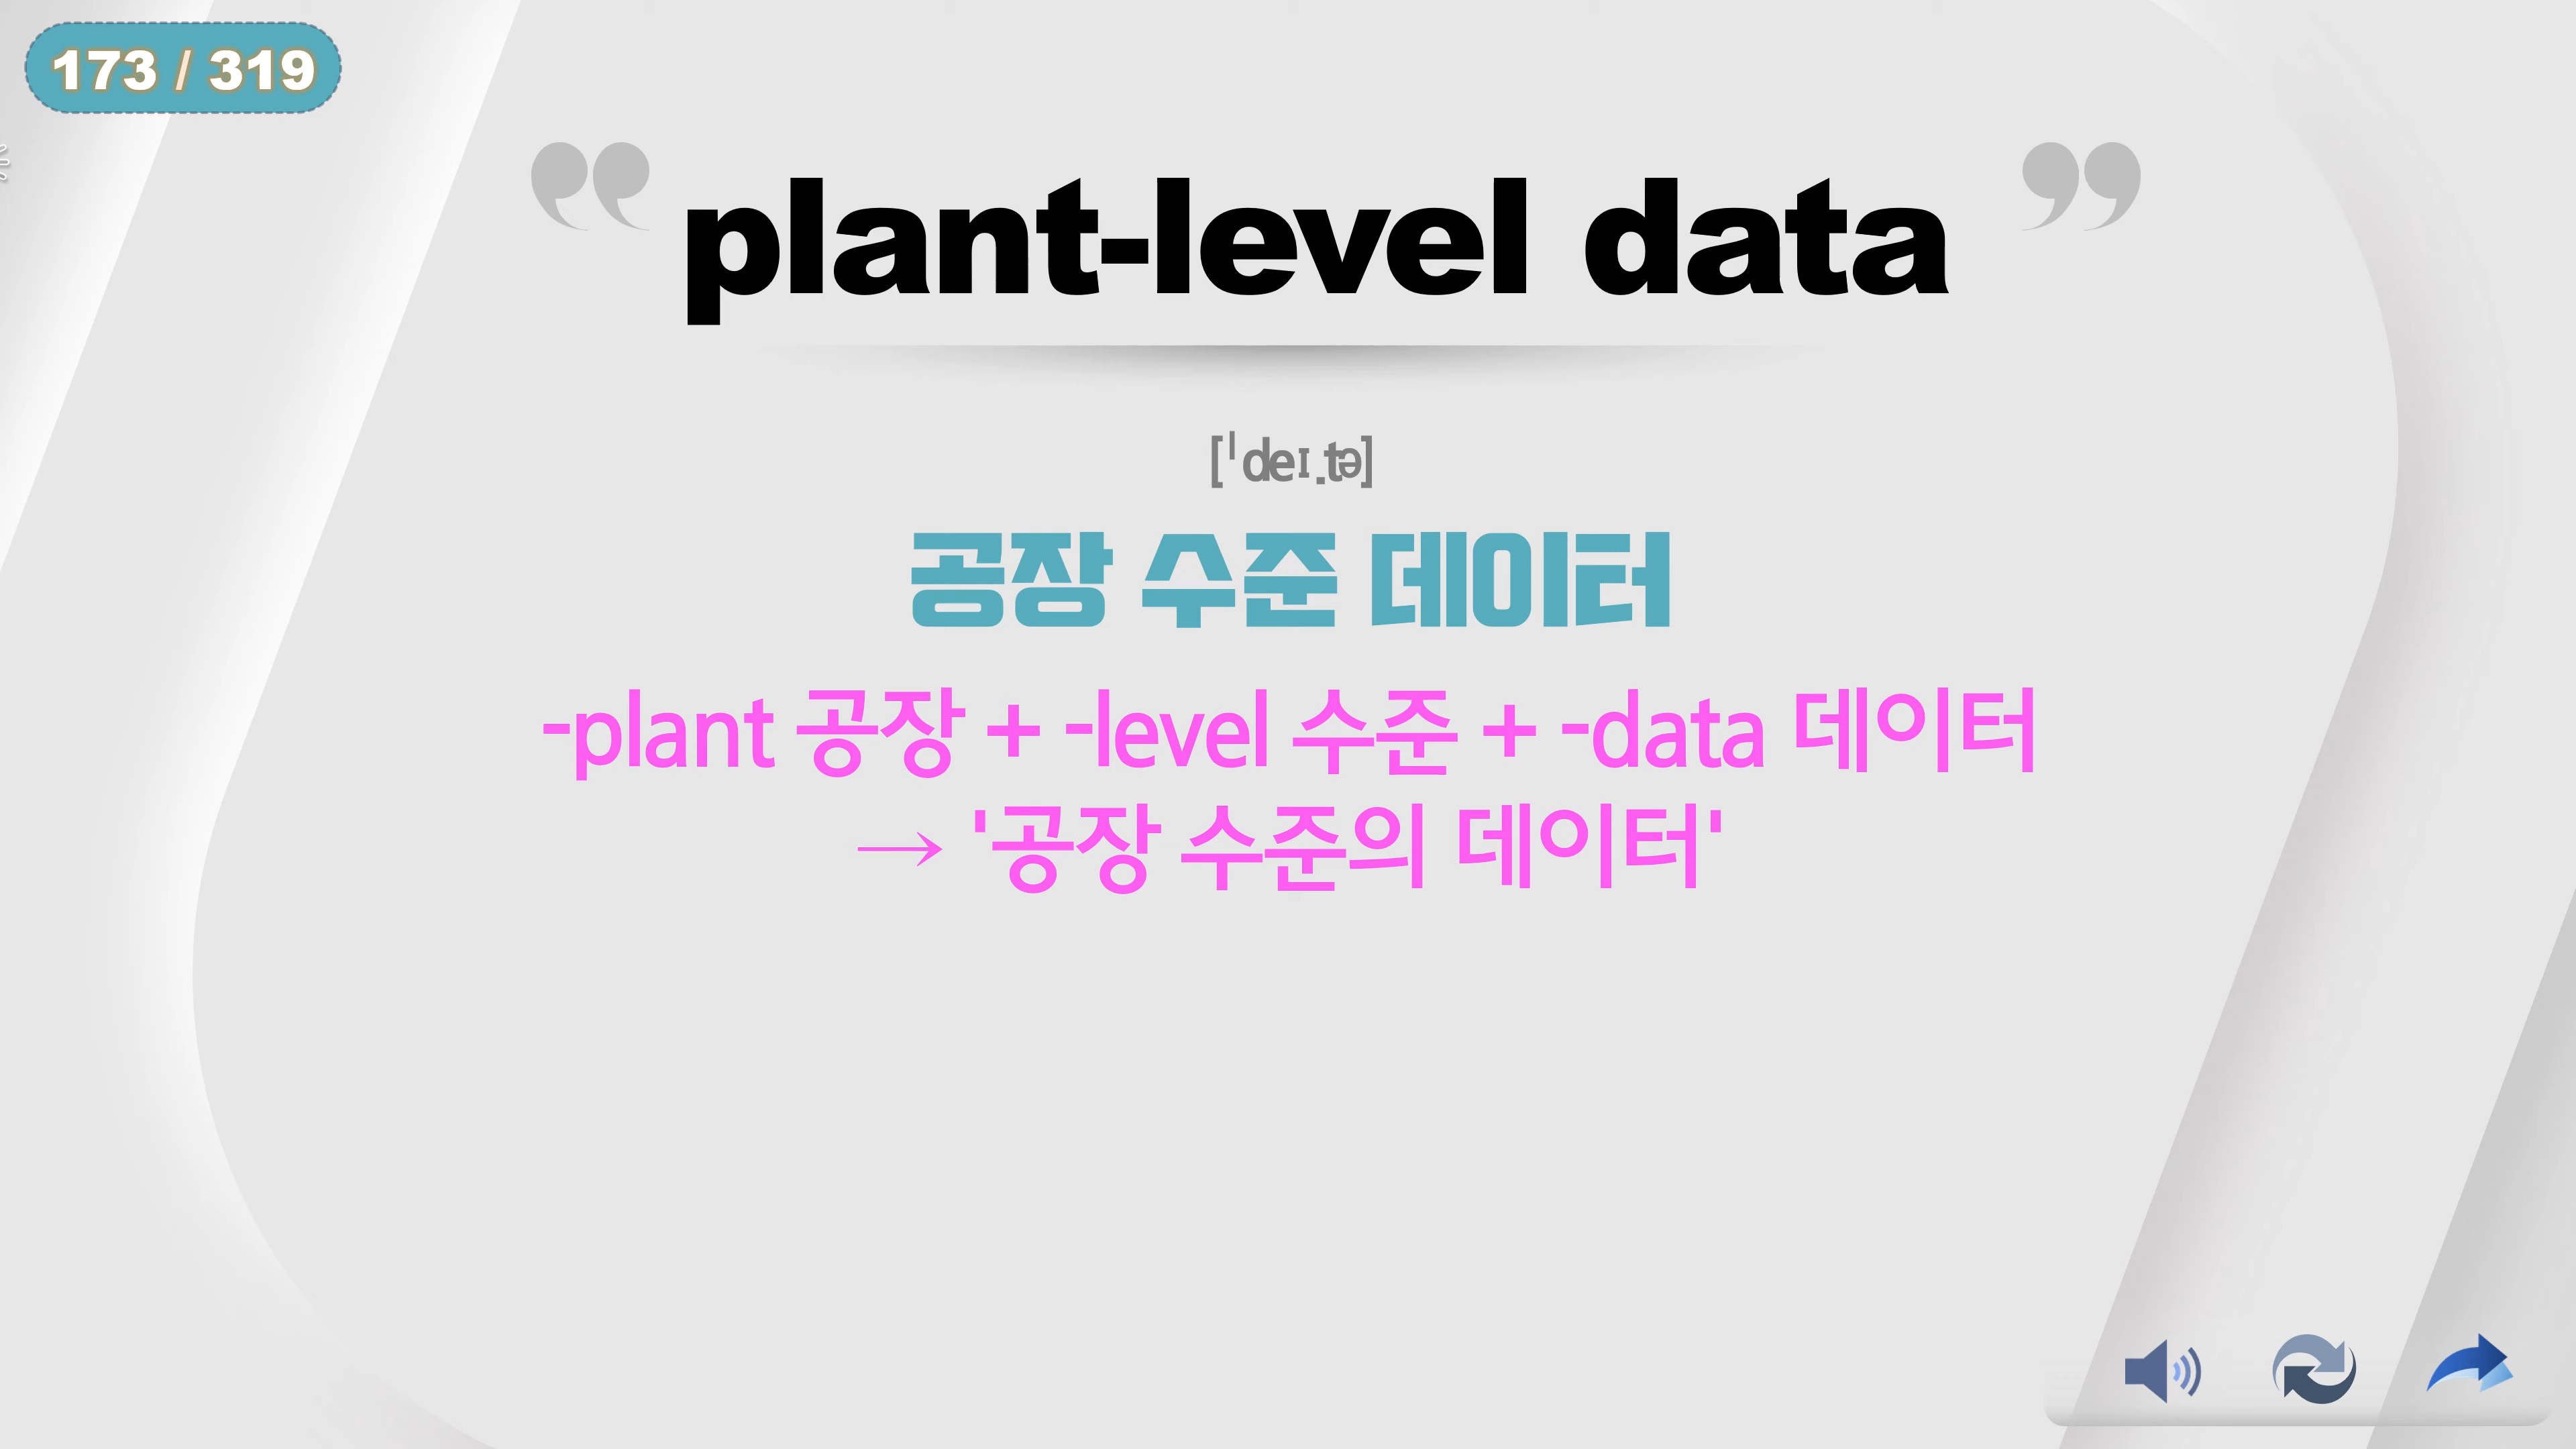 173 / 319
“ plant-level data ”
[ˈdeɪ.tə]
공장 수준 데이터
-plant 공장 + -level 수준 + -data 데이터
→ '공장 수준의 데이터'